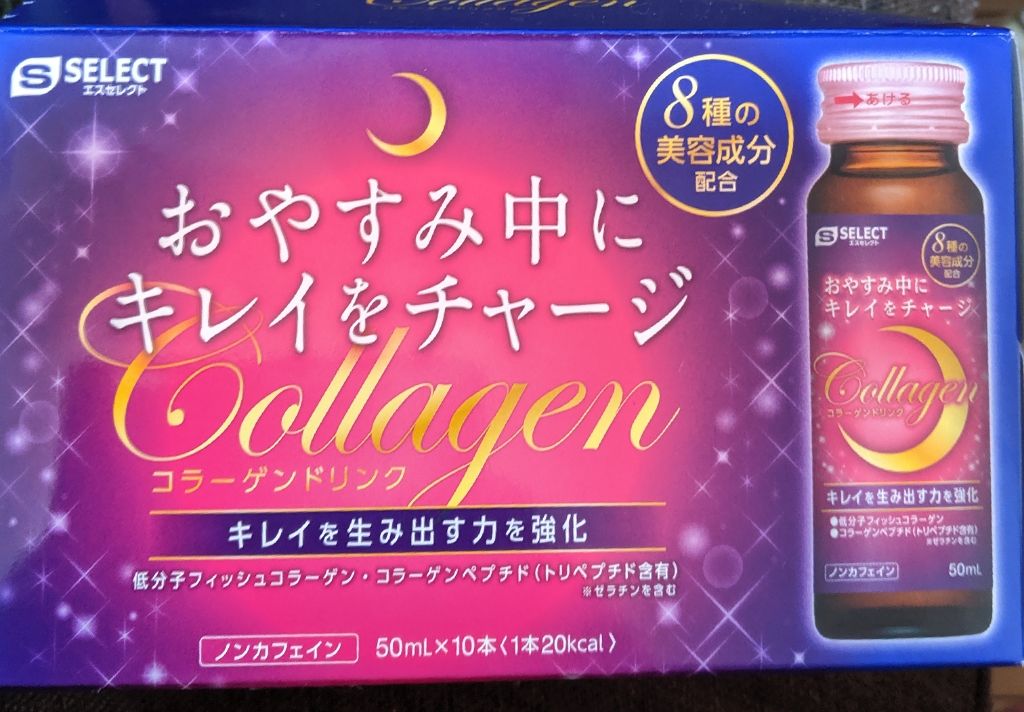 Collagen
SELECT
エスセレクト
8種の
美容成分
配合
おやすみ中に
キレイをチャージ
Collagen
コラーゲンドリンク
キレイを生み出す力を強化
低分子フィッシュコラーゲン・コラーゲンペプチド(トリペプチド含有)
※ゼラチンを含む
ノンカフェイン 50mL×10本〈1本20kcal〉
あける
SELECT
エスセレクト
8種の
美容成分
配合
おやすみ中に
キレイをチャージ
Collagen
コラーゲンドリンク
キレイを生み出す力を強化
●低分子フィッシュコラーゲン
●コラーゲンペプチド(トリペプチド含有)
※ゼラチンを含む
ノンカフェイン 50mL